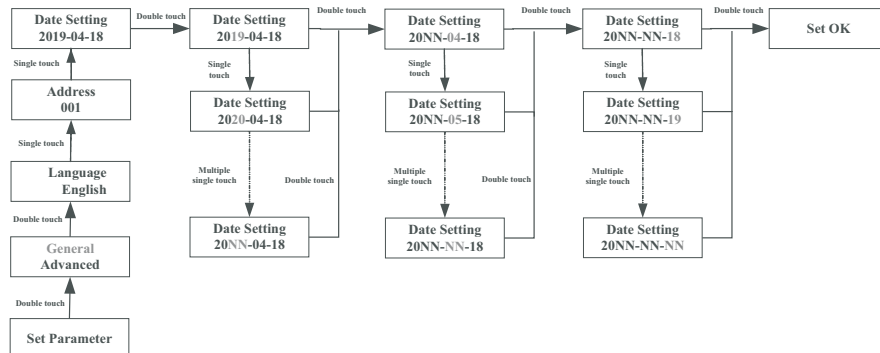 Date Setting
2019-04-18
Double touch
Date Setting
2019-04-18
Double touch
Date Setting
20NN-04-18
Double touch
Date Setting
20NN-NN-18
Double touch
Set OK
Single touch
Single
touch
Single
touch
Single
touch
Address
001
Date Setting
2020-04-18
Date Setting
20NN-05-18
Date Setting
20NN-NN-19
Single touch
Language
English
Multiple
single touch
Double touch
Multiple
single touch
Double touch
Multiple
single touch
Double touch
Date Setting
20NN-04-18
Date Setting
20NN-NN-18
Date Setting
20NN-NN-NN
General
Advanced
Double touch
Set Parameter